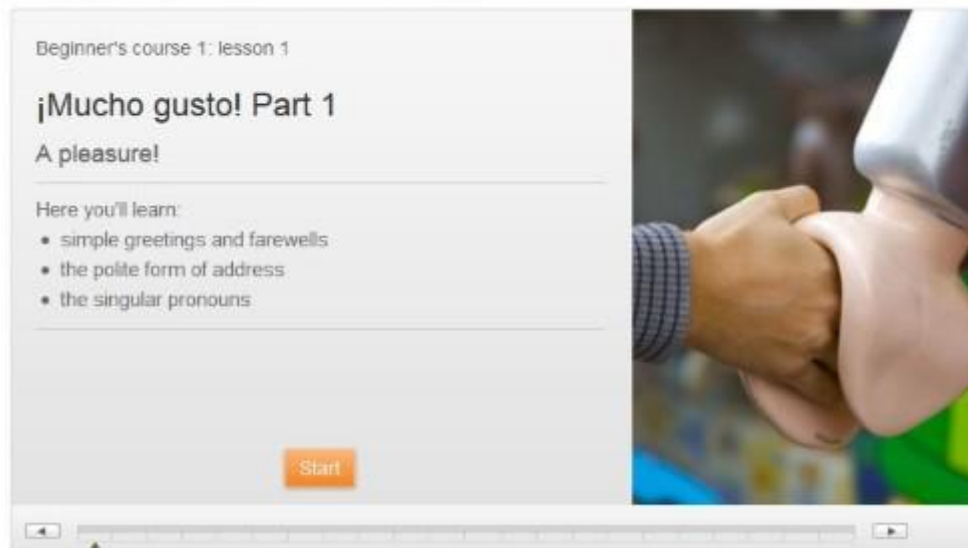 Beginner's course 1: lesson 1
¡Mucho gusto! Part 1
A pleasure!
Here you'll learn:
• simple greetings and farewells
• the polite form of address
• the singular pronouns
Start